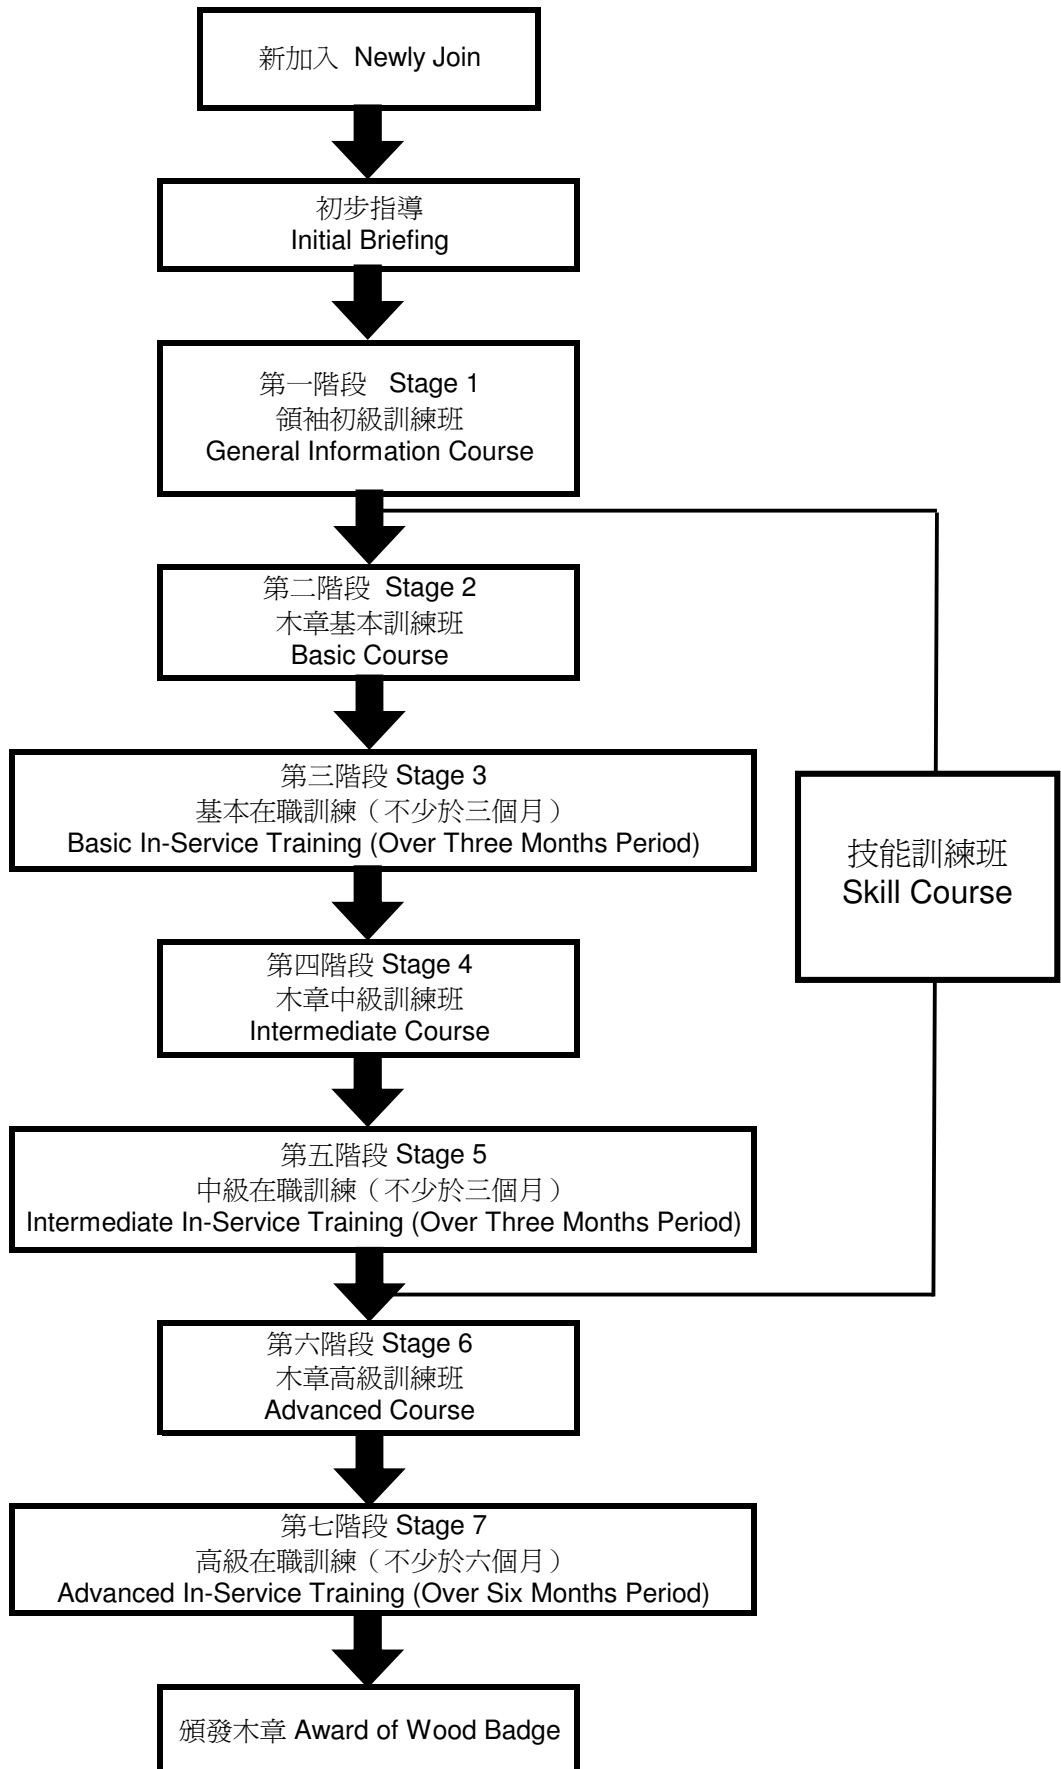 新加入 Newly Join
初步指導
Initial Briefing
第一階段 Stage 1
領袖初級訓練班
General Information Course
第二階段 Stage 2
木章基本訓練班
Basic Course
第三階段 Stage 3
基本在職訓練（不少於三個月）
Basic In-Service Training (Over Three Months Period)
技能訓練班
Skill Course
第四階段 Stage 4
木章中級訓練班
Intermediate Course
第五階段 Stage 5
中級在職訓練（不少於三個月）
Intermediate In-Service Training (Over Three Months Period)
第六階段 Stage 6
木章高級訓練班
Advanced Course
第七階段 Stage 7
高級在職訓練（不少於六個月）
Advanced In-Service Training (Over Six Months Period)
頒發木章 Award of Wood Badge